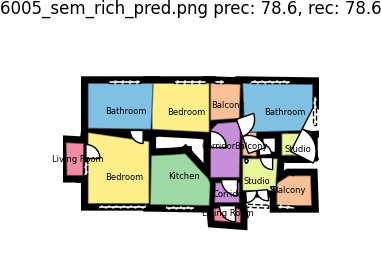 6005_sem_rich_pred.png prec: 78.6, rec: 78.6
Balcony
Bathroom Bedroom Bathroom
Corridor Balcony Studio
Living Room
Bedroom Kitchen Studio
Corridor Balcony
Living Room